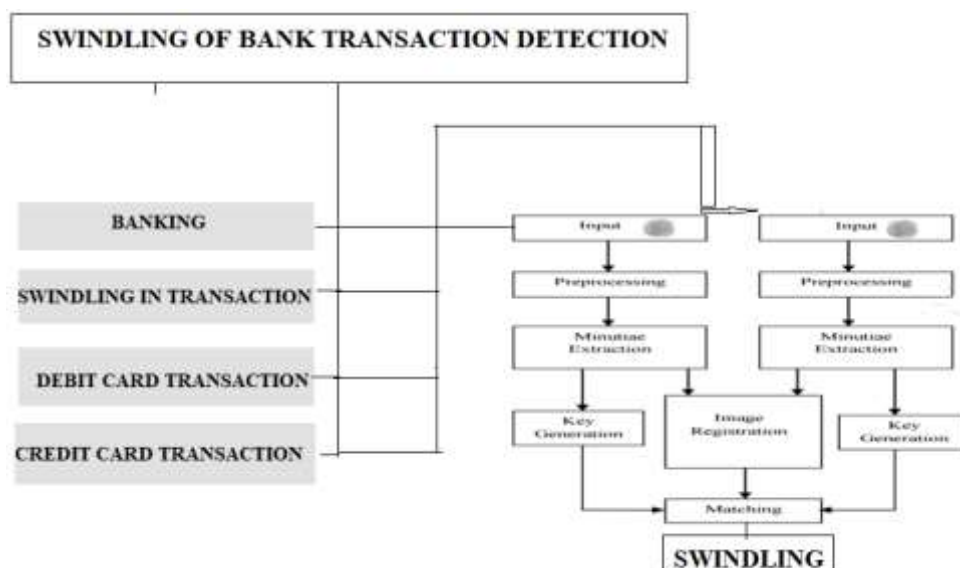 SWINDLING OF BANK TRANSACTION DETECTION
BANKING
SWINDLING IN TRANSACTION
DEBIT CARD TRANSACTION
CREDIT CARD TRANSACTION
Input
Preprocessing
Minutiae
Extraction
Key
Generation
Image
Registration
Input
Preprocessing
Minutiae
Extraction
Key
Generation
Matching
SWINDLING